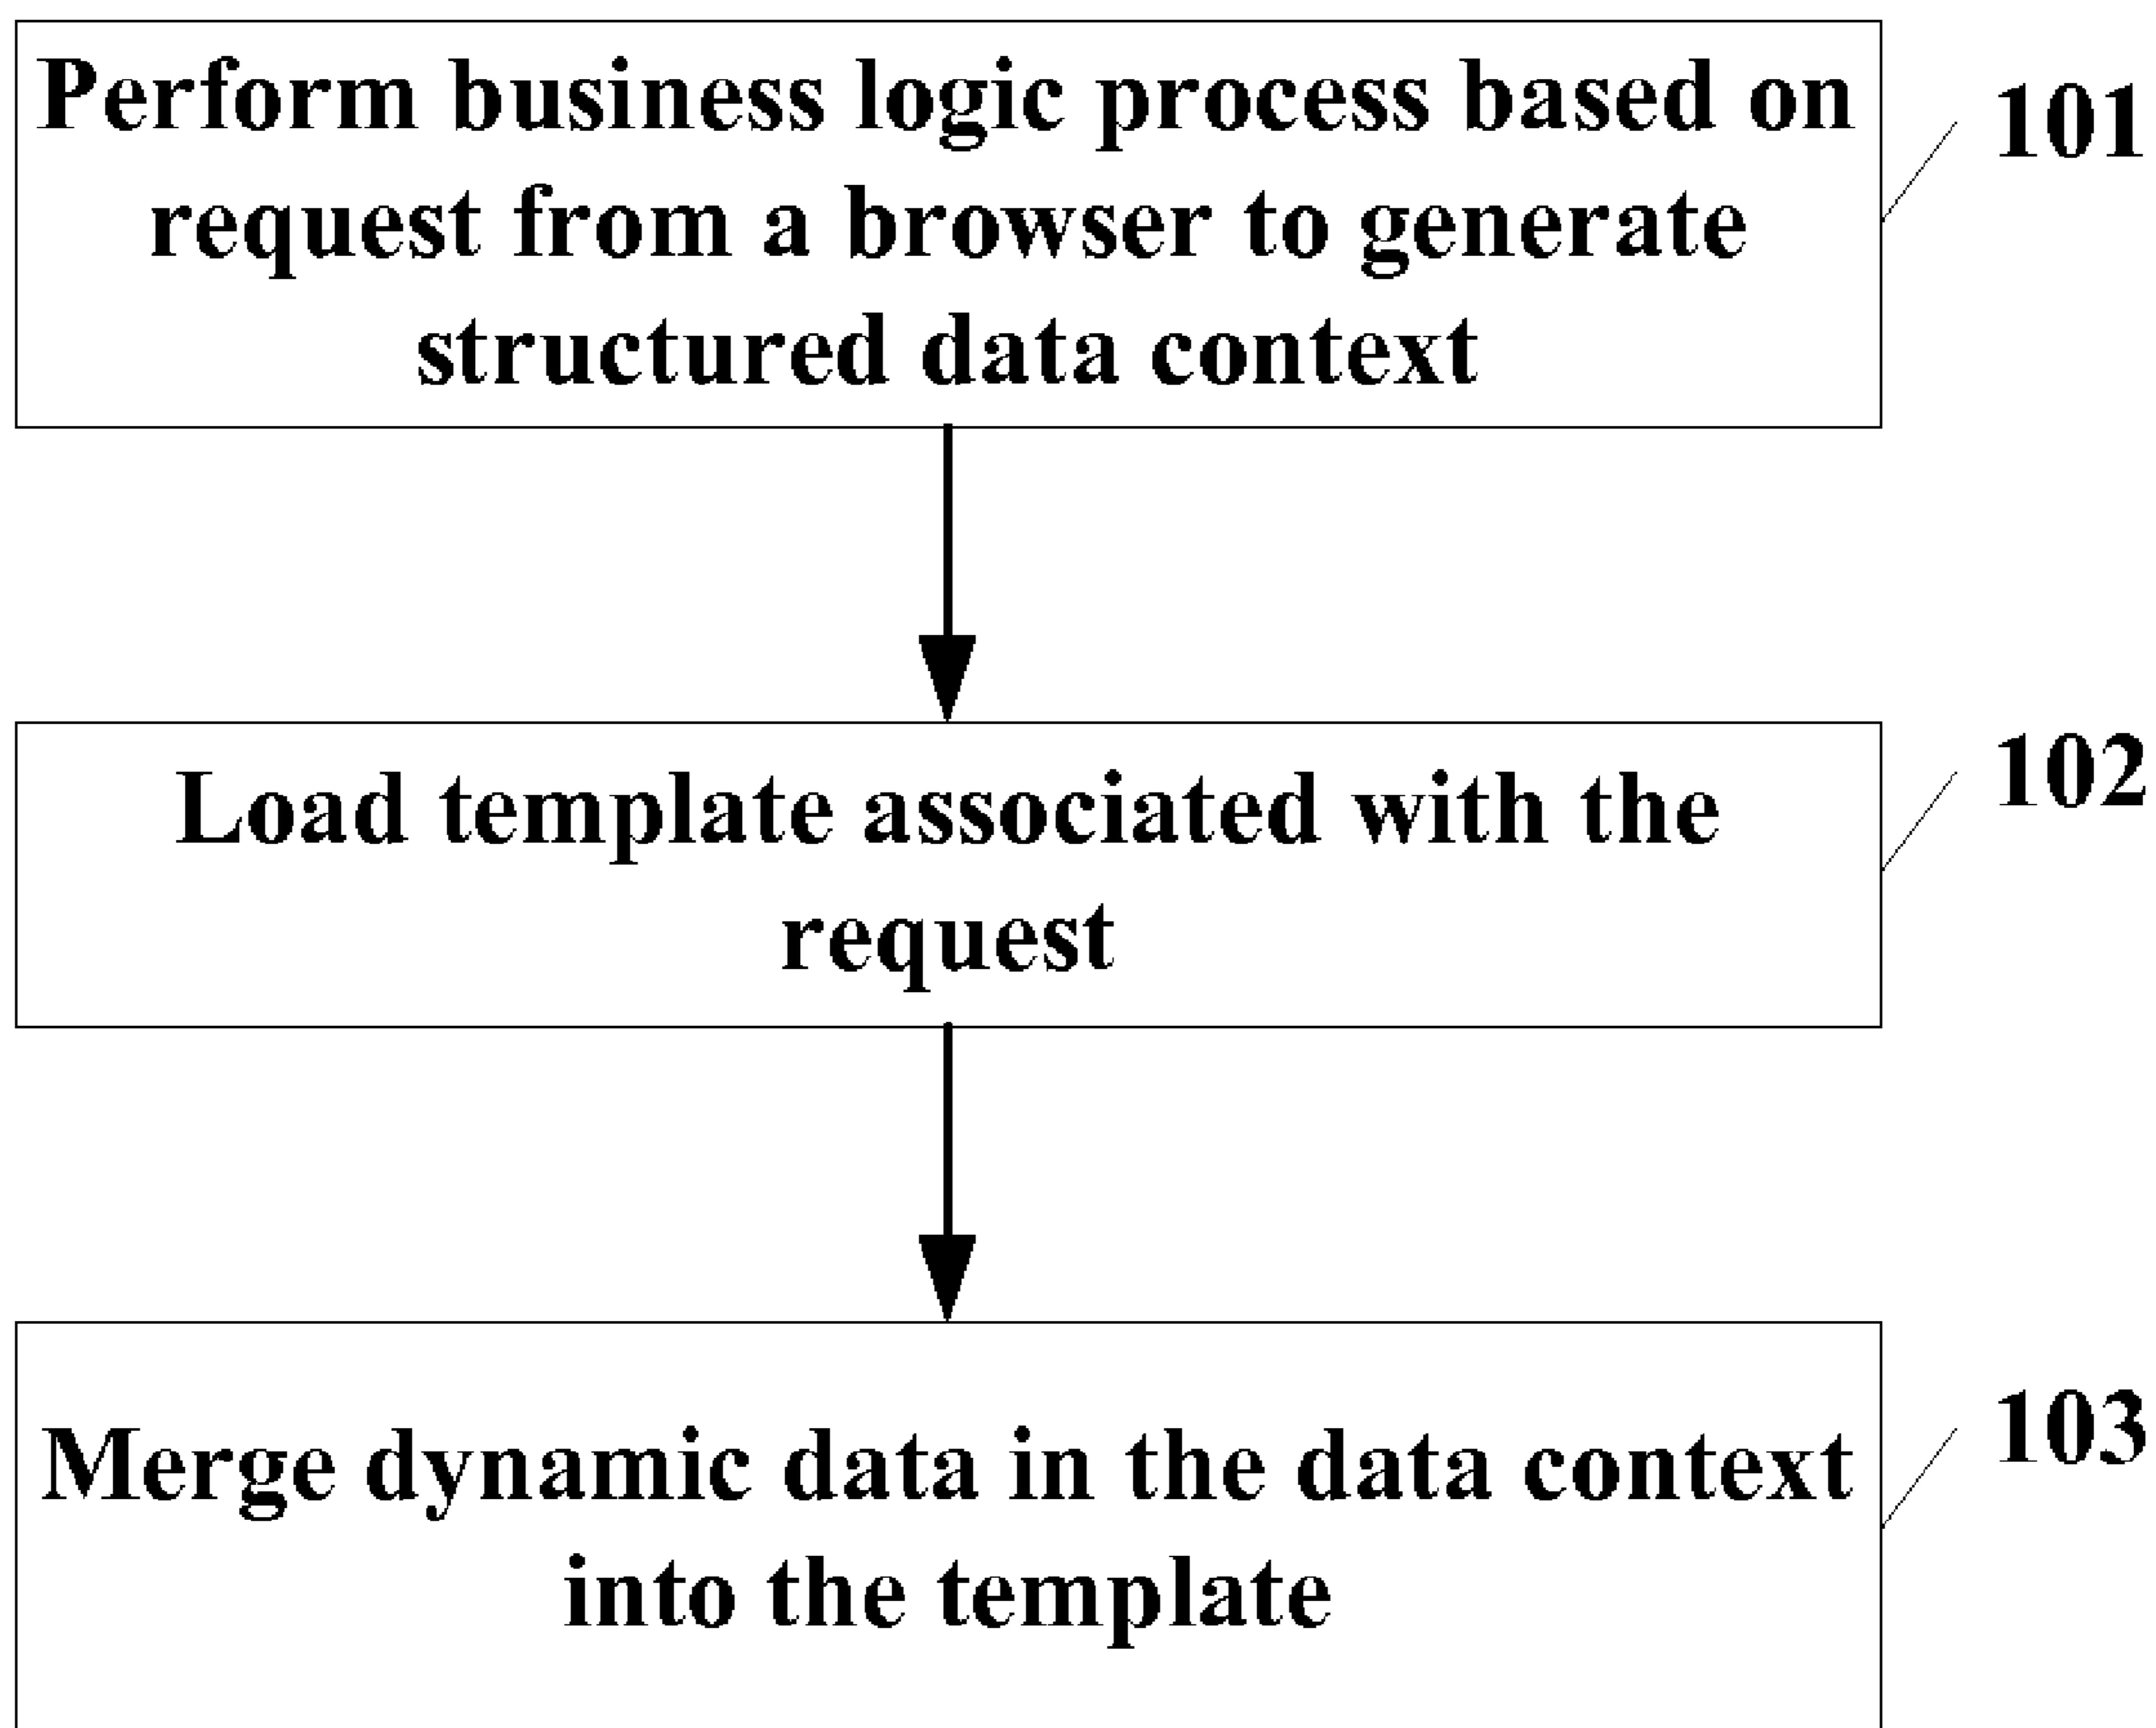 Perform business logic process based on
request from a browser to generate
structured data context
101
Load template associated with the
request
102
Merge dynamic data in the data context
into the template
103